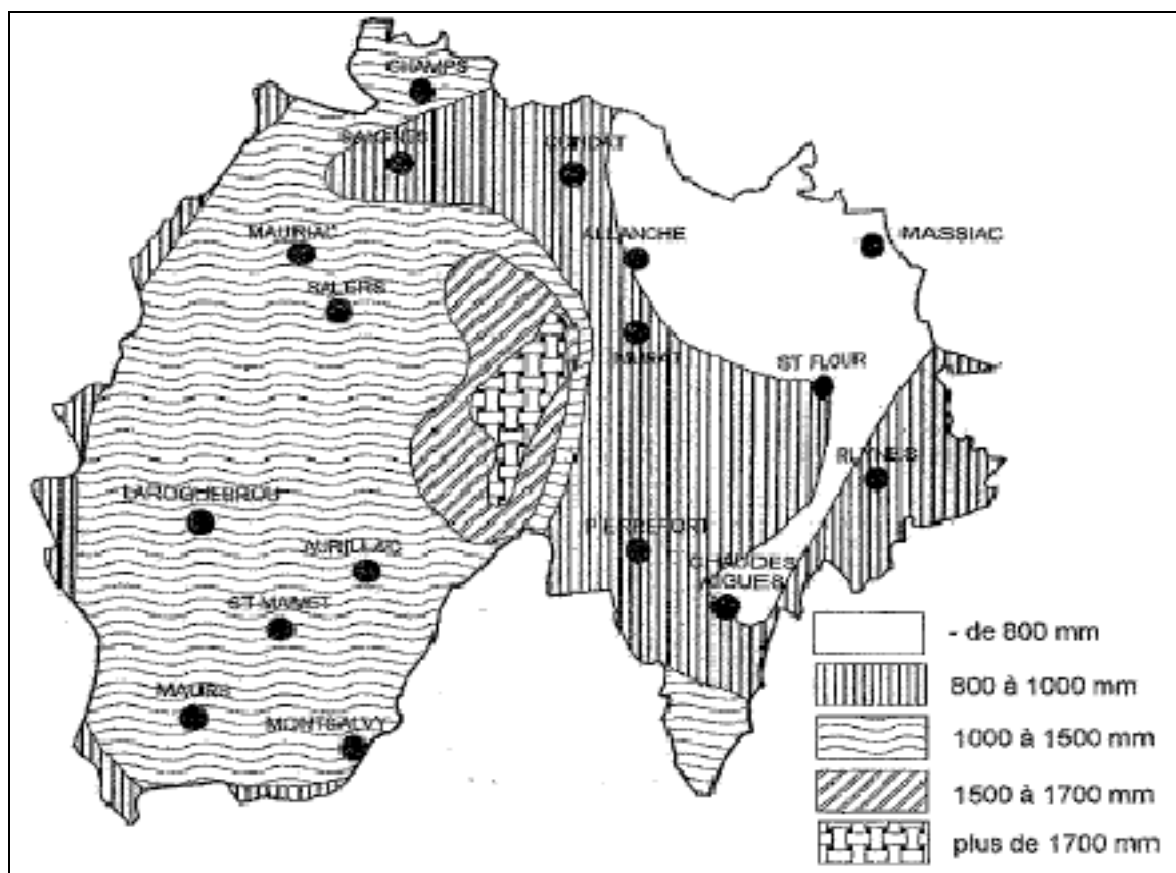 CHAMPS
SAIGNES
CONDAT
MAURIAC
ALLANCHE
MASSIAC
SALERS
MURAT
ST FLOUR
RUYNES
LAROQUEBROU
PIERREFORT
AURILLAC
CHAUDES
AIGUES
ST MAMET
MAURS
MONTSALVY
- de 800 mm
800 à 1000 mm
1000 à 1500 mm
1500 à 1700 mm
plus de 1700 mm